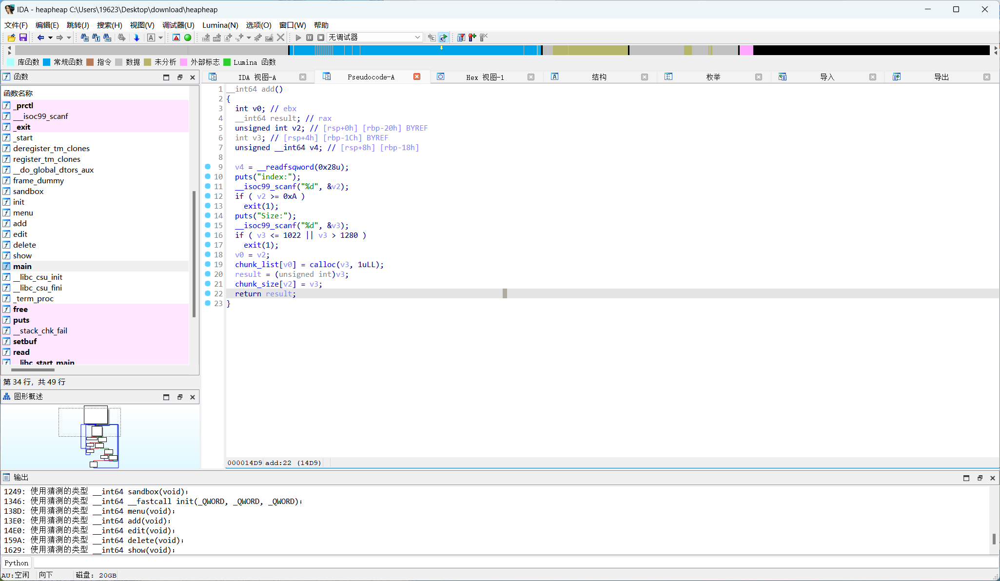 IDA - heapheap C:\Users\19623\Desktop\download\heapheap
文件(F) 编辑(E) 跳转(J) 搜索(H) 视图(V) 调试器(U) Lumina(N) 选项(O) 窗口(W) 帮助
无调试器
库函数 常规函数 指令 数据 未分析 外部标志 Lumina 函数
函数
IDA 视图-A Pseudocode-A Hex 视图-1 结构 枚举 导入 导出
函数名称
_prctl
___isoc99_scanf
_exit
_start
deregister_tm_clones
register_tm_clones
__do_global_dtors_aux
frame_dummy
sandbox
init
menu
add
edit
delete
show
main
__libc_csu_init
__libc_csu_fini
_term_proc
free
puts
__stack_chk_fail
setbuf
read
__libc_start_main
第 34 行, 共 49 行
图形概述
1 __int64 add()
2 {
3 int v0; // ebx
4 __int64 result; // rax
5 unsigned int v2; // [rsp+0h] [rbp-20h] BYREF
6 int v3; // [rsp+4h] [rbp-1Ch] BYREF
7 unsigned __int64 v4; // [rsp+8h] [rbp-18h]
8
9 v4 = __readfsqword(0x28u);
10 puts("index:");
11 __isoc99_scanf("%d", &v2);
12 if ( v2 >= 0xA )
13 exit(1);
14 puts("Size:");
15 __isoc99_scanf("%d", &v3);
16 if ( v3 <= 1022 || v3 > 1280 )
17 exit(1);
18 v0 = v2;
19 chunk_list[v0] = calloc(v3, 1uLL);
20 result = (unsigned int)v3;
21 chunk_size[v2] = v3;
22 return result;
23 }
000014D9 add:22 (14D9)
输出
1249: 使用猜测的类型 __int64 sandbox(void);
1346: 使用猜测的类型 __int64 __fastcall init(_QWORD, _QWORD, _QWORD);
138D: 使用猜测的类型 __int64 menu(void);
13E0: 使用猜测的类型 __int64 add(void);
14E0: 使用猜测的类型 __int64 edit(void);
159A: 使用猜测的类型 __int64 delete(void);
1629: 使用猜测的类型 __int64 show(void);
Python
AU:空闲 向下 磁盘: 20GB